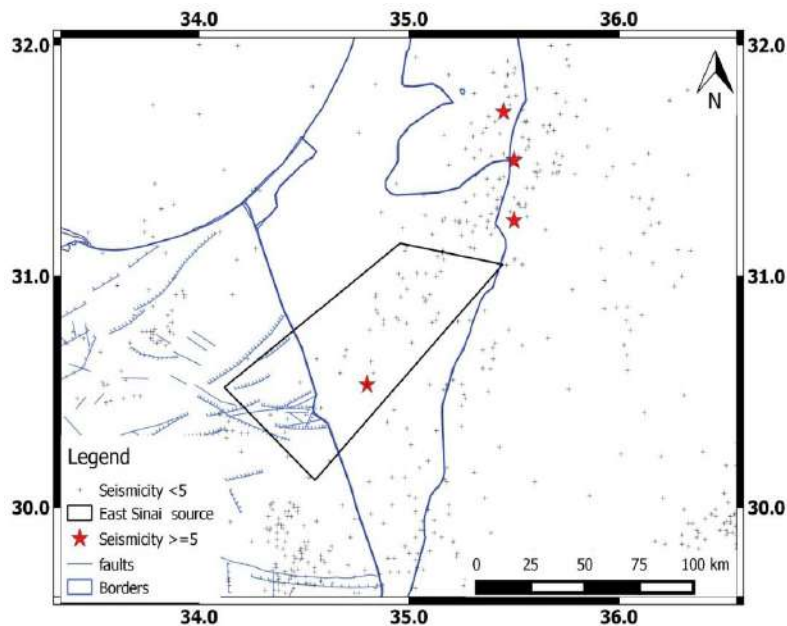 34.0 35.0 36.0
32.0 32.0
N
31.0 31.0
30.0 30.0
Legend
Seismicity <5
East Sinai source
Seismicity >=5
faults
Borders
0 25 50 75 100 km
34.0 35.0 36.0